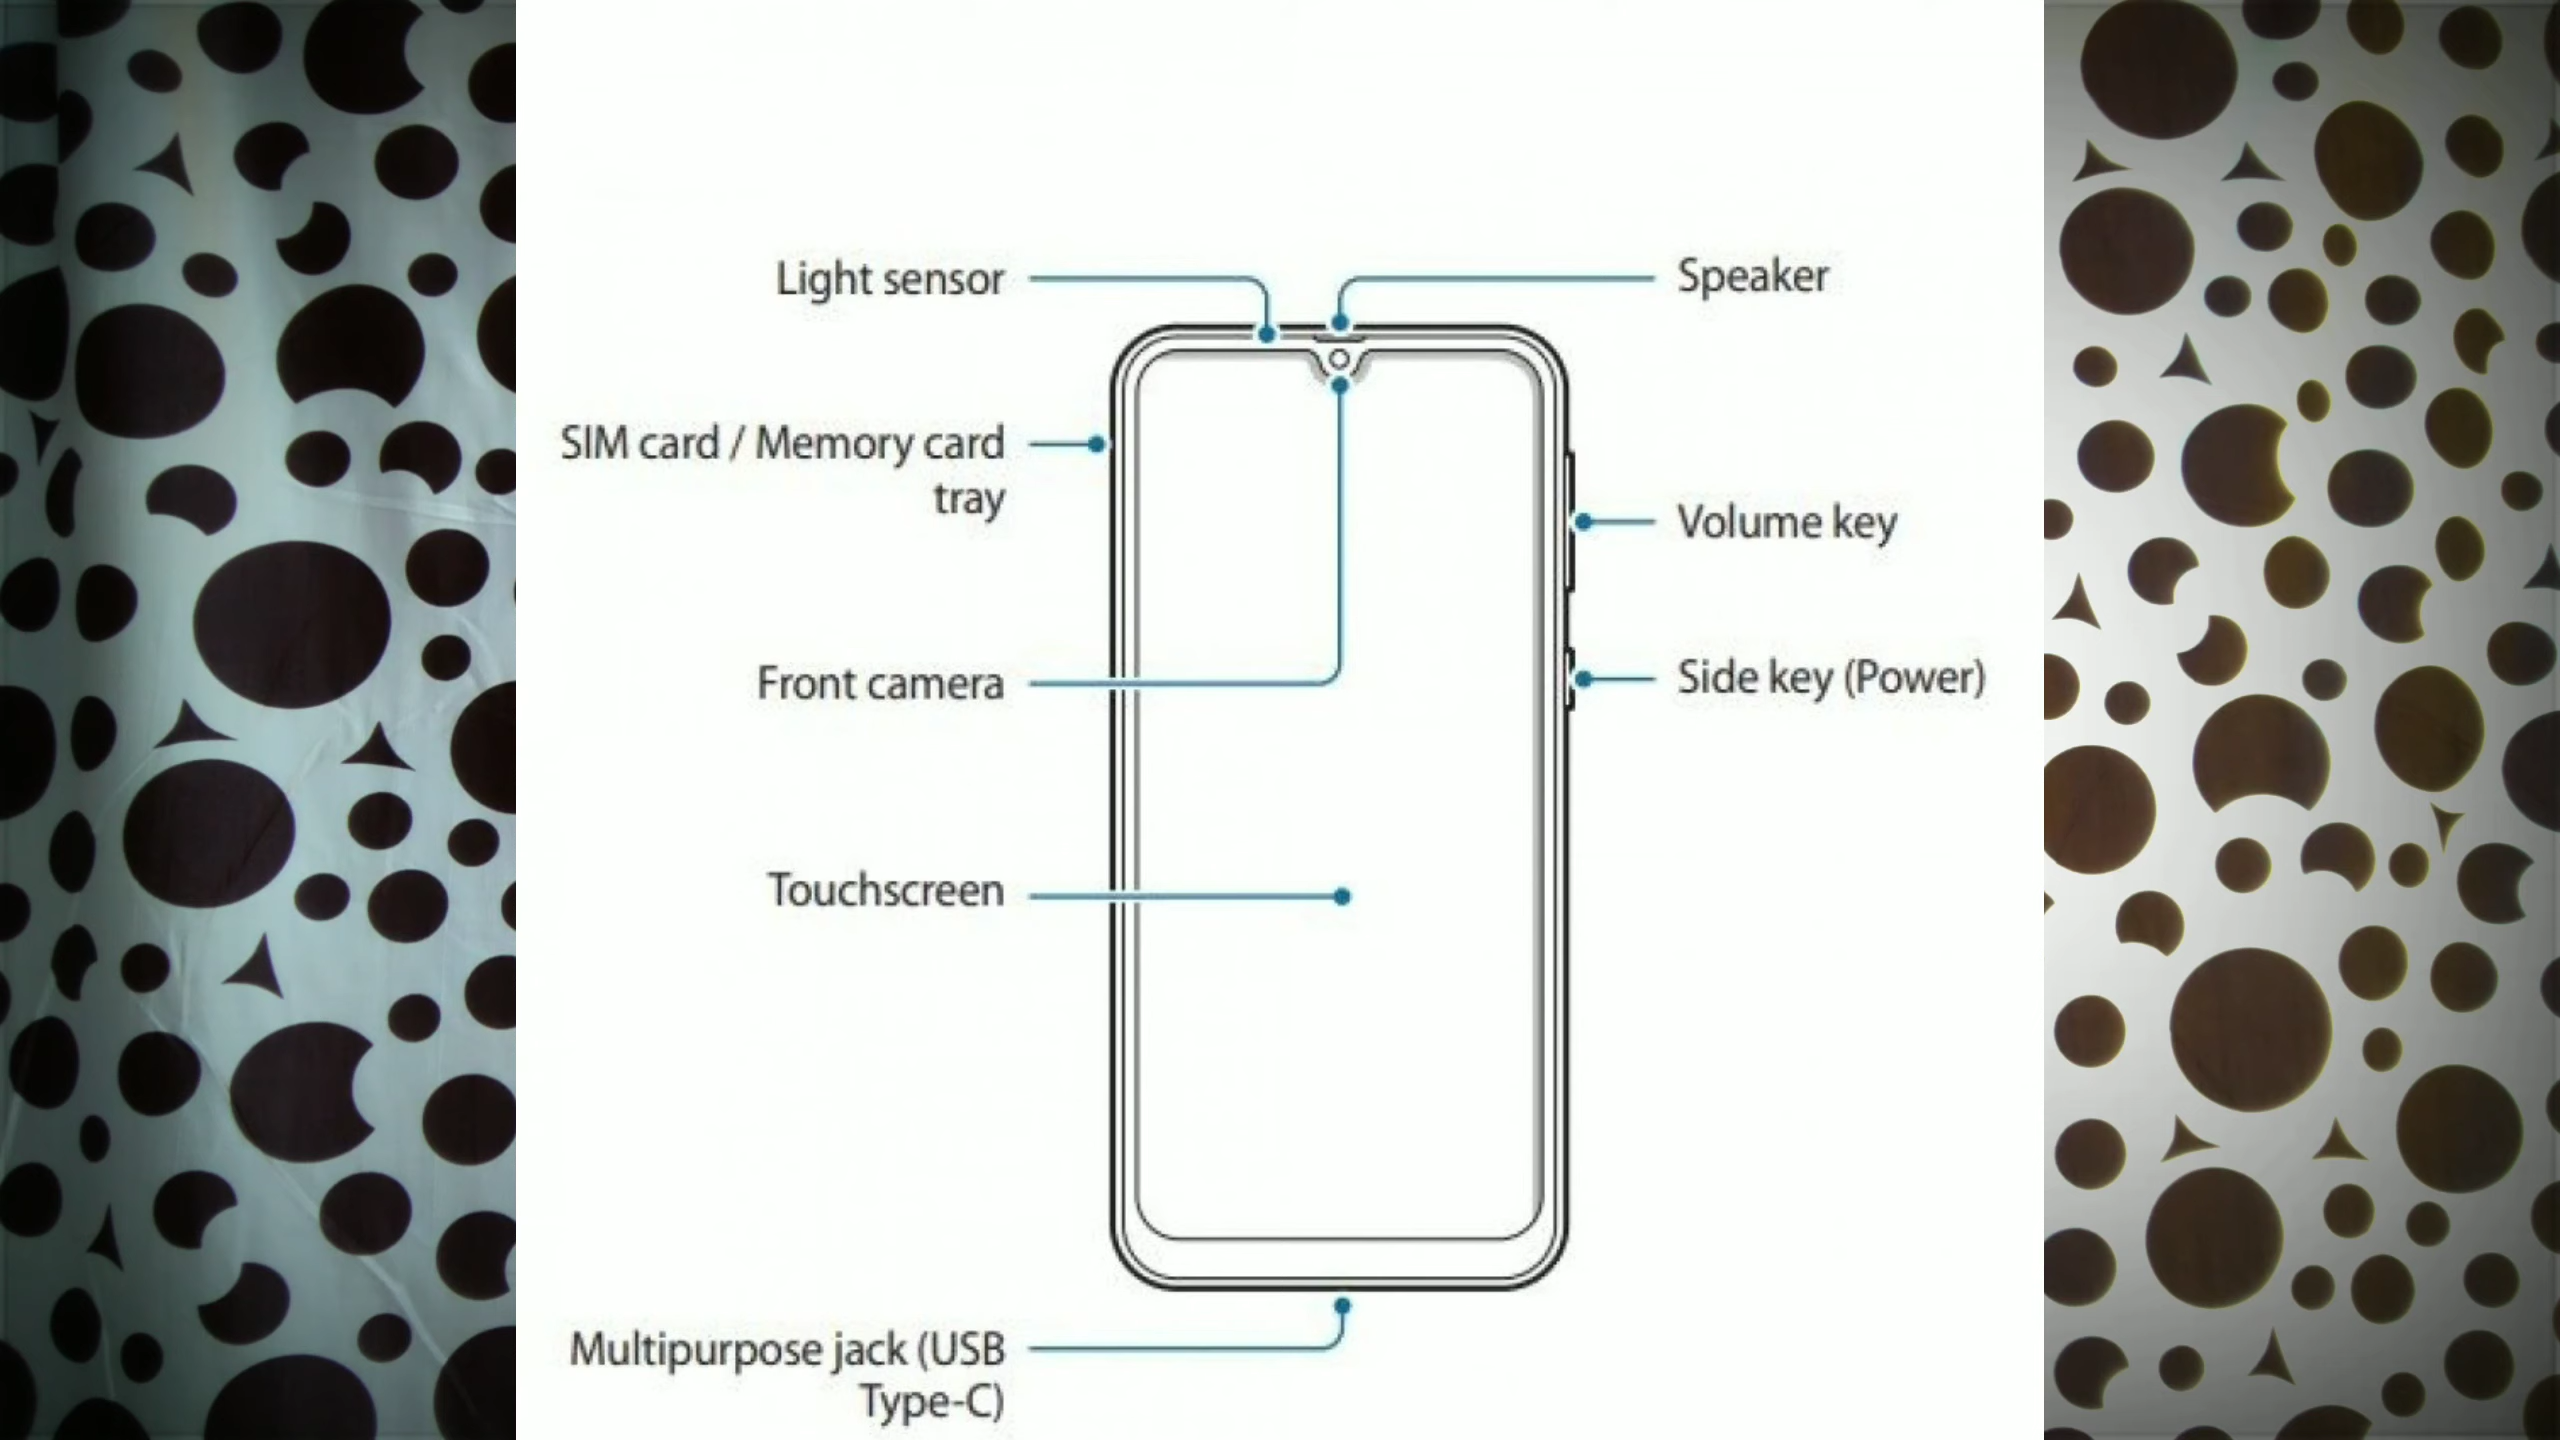 Light sensor
Speaker
SIM card / Memory card
tray
Volume key
Front camera
Side key (Power)
Touchscreen
Multipurpose jack (USB
Type-C)